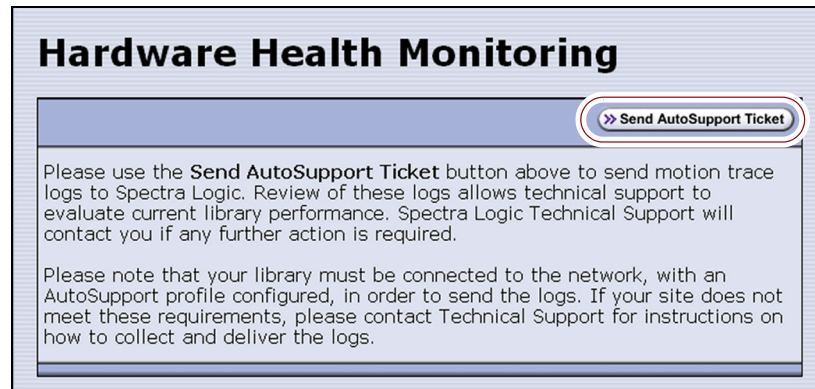 Hardware Health Monitoring
Send AutoSupport Ticket
Please use the Send AutoSupport Ticket button above to send motion trace
logs to Spectra Logic. Review of these logs allows technical support to
evaluate current library performance. Spectra Logic Technical Support will
contact you if any further action is required.
Please note that your library must be connected to the network, with an
AutoSupport profile configured, in order to send the logs. If your site does not
meet these requirements, please contact Technical Support for instructions on
how to collect and deliver the logs.